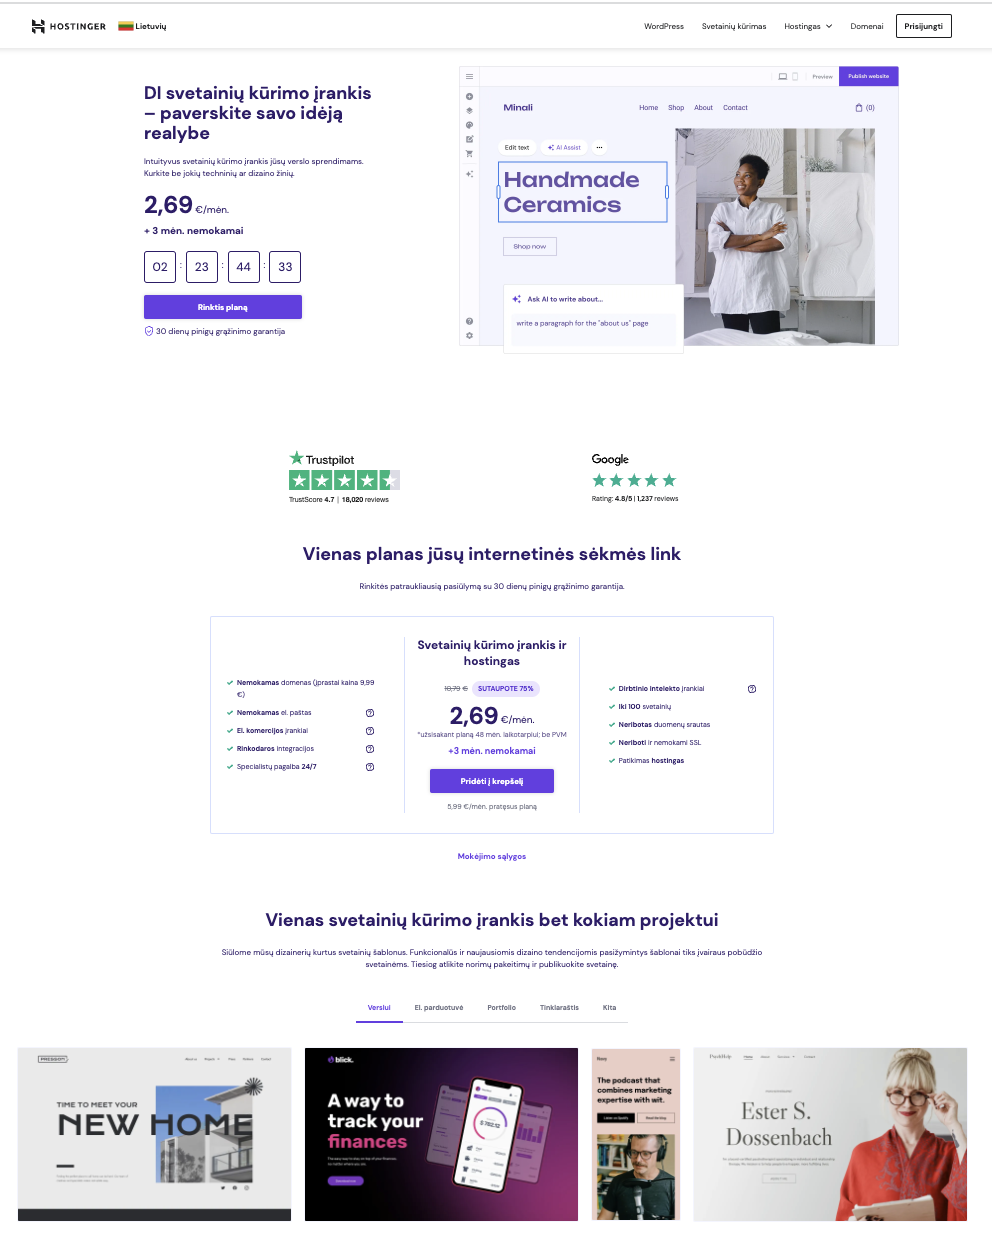 HOSTINGER
Lietuvių
WordPress
Svetainių kūrimas
Hostingas
Domenai
Prisijungti
DI svetainių kūrimo įrankis
– paverskite savo idėją
realybe
Intuityvus svetainių kūrimo įrankis jūsų verslo sprendimams.
Kurkite be jokių techninių ar dizaino žinių.
2,69 €/mėn.
+ 3 mėn. nemokamai
02 : 23 : 44 : 33
Rinktis planą
30 dienų pinigų grąžinimo garantija
Preview
Publish website
Minali
Home Shop About Contact
(0)
Edit text
AI Assist
Handmade
Ceramics
Shop now
Ask AI to write about...
write a paragraph for the "about us" page
Trustpilot
TrustScore 4.7 | 18,020 reviews
Google
Rating: 4.8/5 | 1,237 reviews
Vienas planas jūsų internetinės sėkmės link
Rinkitės patraukliausią pasiūlymą su 30 dienų pinigų grąžinimo garantija.
Nemokamas domenas (įprastai kaina 9,99
€)
Nemokamas el. paštas
El. komercijos įrankiai
Rinkodaros integracijos
Specialistų pagalba 24/7
Svetainių kūrimo įrankis ir
hostingas
10,79 €
SUTAUPOTE 75%
2,69 €/mėn.
*užsisakant planą 48 mėn. laikotarpiui; be PVM
+3 mėn. nemokamai
Pridėti į krepšelį
5,99 €/mėn. pratęsus planą
Dirbtinio intelekto įrankiai
Iki 100 svetainių
Neribotas duomenų srautas
Neriboti ir nemokami SSL
Patikimas hostingas
Mokėjimo sąlygos
Vienas svetainių kūrimo įrankis bet kokiam projektui
Siūlome mūsų dizainerių kurtus svetainių šablonus. Funkcionalūs ir naujausiomis dizaino tendencijomis pasižymintys šablonai tiks įvairaus pobūdžio
svetainėms. Tiesiog atlikite norimų pakeitimų ir publikuokite svetainę.
Verslui
El. parduotuvė
Portfolio
Tinklaraštis
Kita
TIME TO MEET YOUR
NEW HOME
blick.
A way to
track your
finances
The podcast that
combines marketing
expertise with wit.
Ester S.
Dossenbach